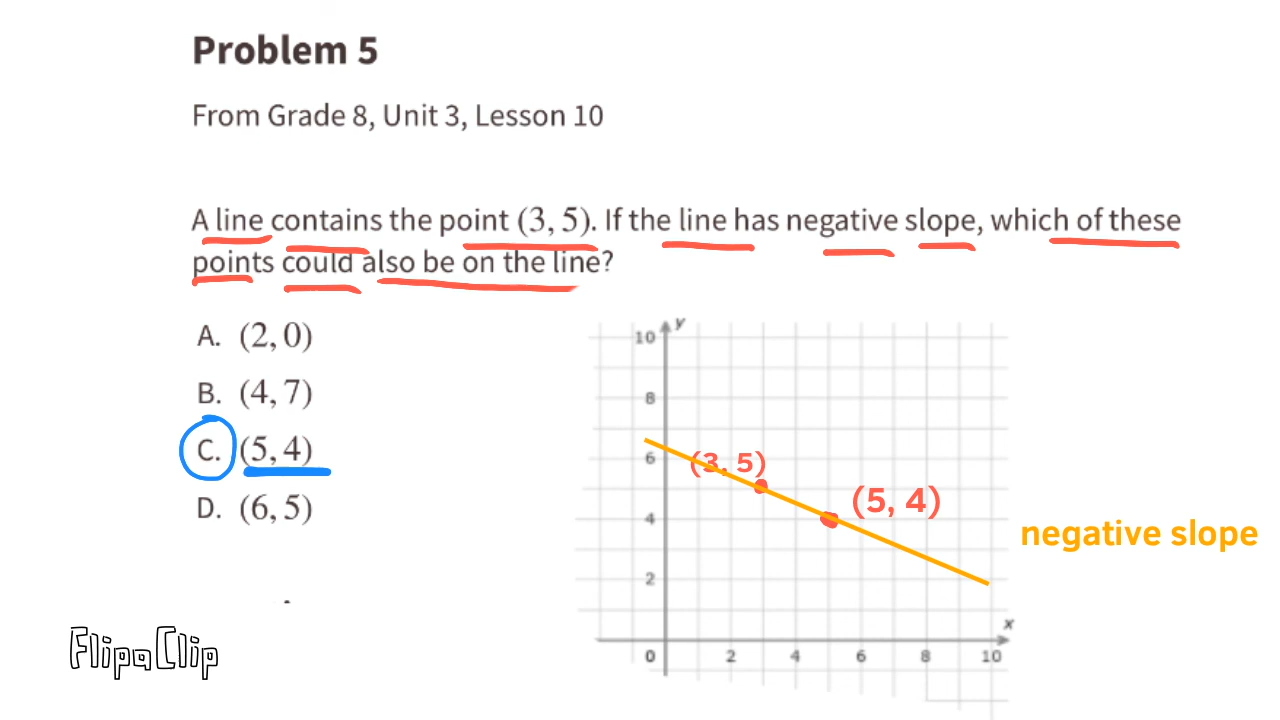 Problem 5
From Grade 8, Unit 3, Lesson 10
A line contains the point (3, 5). If the line has negative slope, which of these
points could also be on the line?
A. (2, 0)
B. (4, 7)
C. (5, 4)
D. (6, 5)
y
10
8
6
4
2
0
2
4
6
8
10
x
(3, 5)
(5, 4)
negative slope
FlipaClip